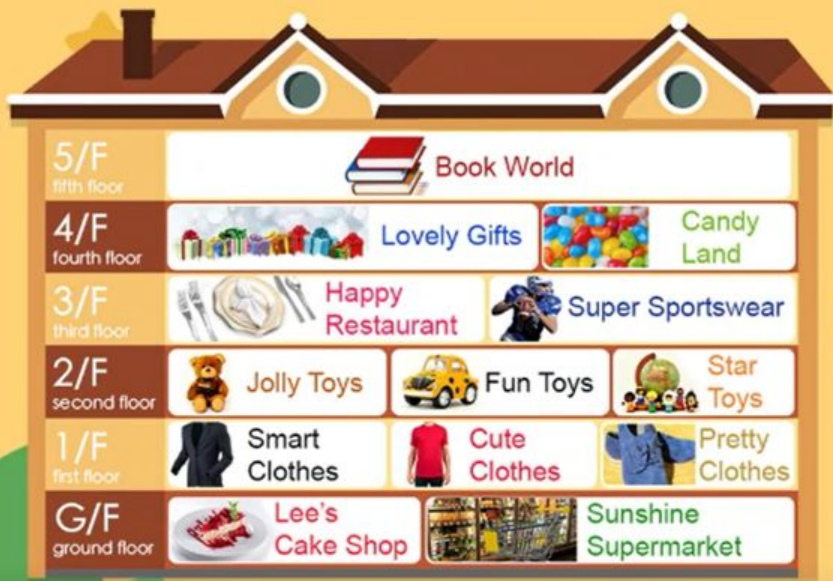 5/F
fifth floor
Book World
4/F
fourth floor
Lovely Gifts
Candy
Land
3/F
third floor
Happy
Restaurant
Super Sportswear
2/F
second floor
Jolly Toys
Fun Toys
Star
Toys
1/F
first floor
Smart
Clothes
Cute
Clothes
Pretty
Clothes
G/F
ground floor
Lee's
Cake Shop
Sunshine
Supermarket